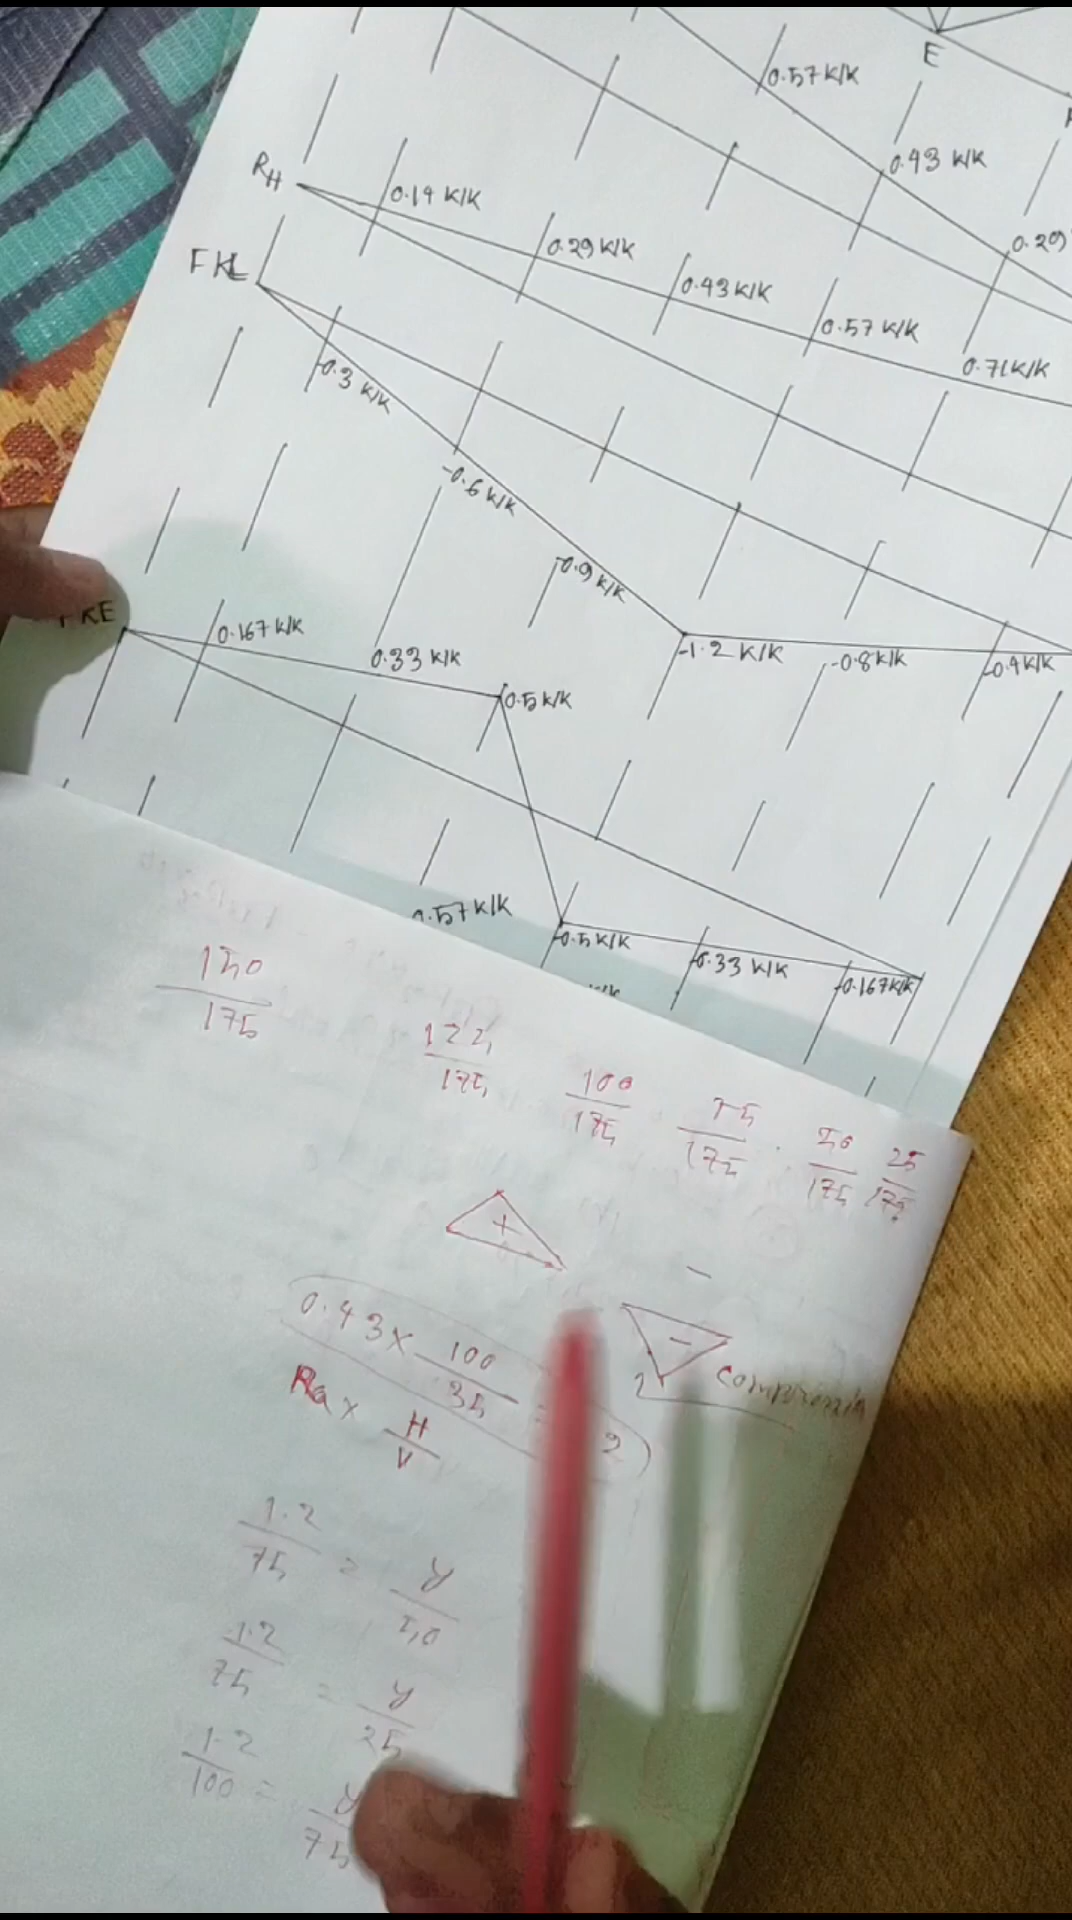 E
0.57 K/K
0.43 K/K
0.29
RH
0.14 K/K
0.29 K/K
0.43 K/K
0.57 K/K
0.71 K/K
FKL
-0.3 K/K
-0.6 K/K
-0.9 K/K
-1.2 K/K
-0.8 K/K
-0.4 K/K
KE
0.167 K/K
0.33 K/K
0.5 K/K
-0.5 K/K
-0.33 K/K
-0.167 K/K
0.57 K/K
150
175
125
175
100
175
75
175
50
175
25
175
+
-
-
0.43 x 100
35
=
2
Ra x H
V
1.2
75
=
y
50
1.2
75
=
y
25
1.2
100
=
y
75